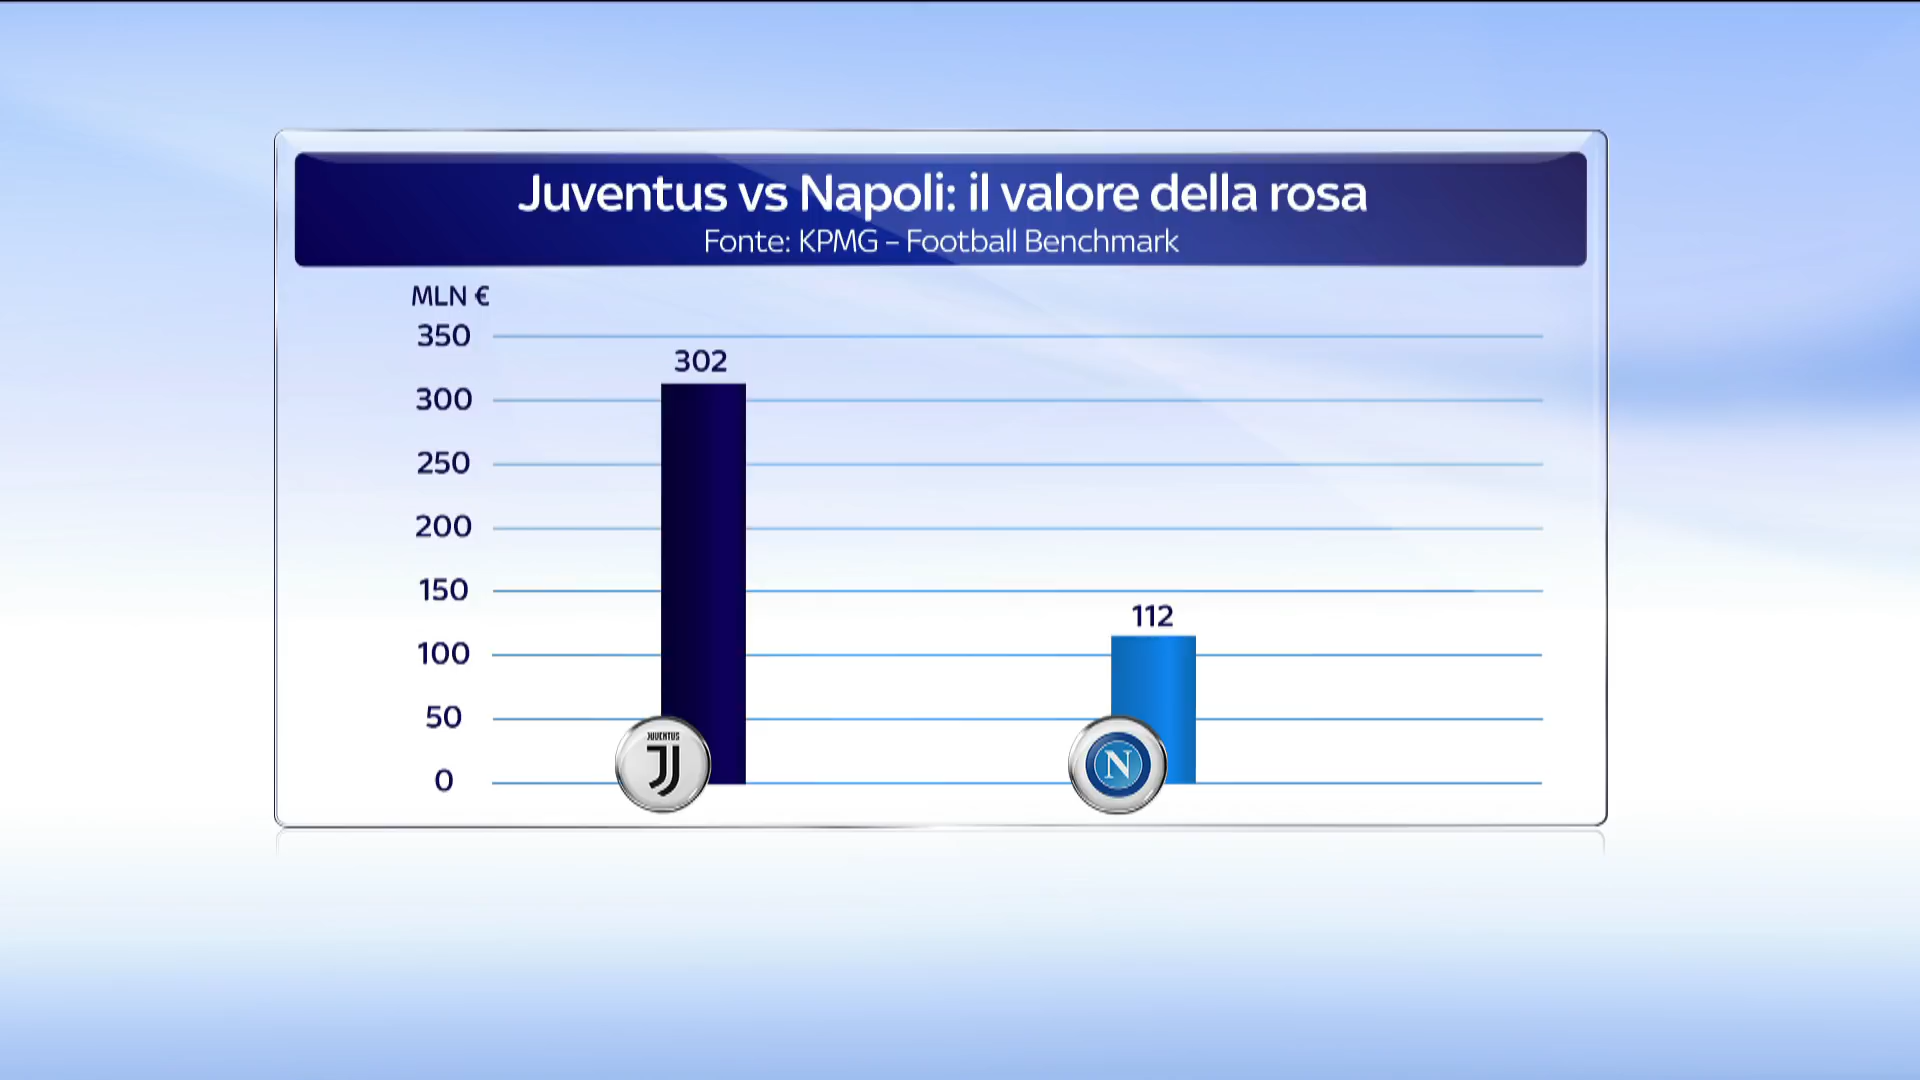 Juventus vs Napoli: il valore della rosa
Fonte: KPMG – Football Benchmark
MLN €
350
302
300
250
200
150
112
100
50
JUVENTUS
N
0